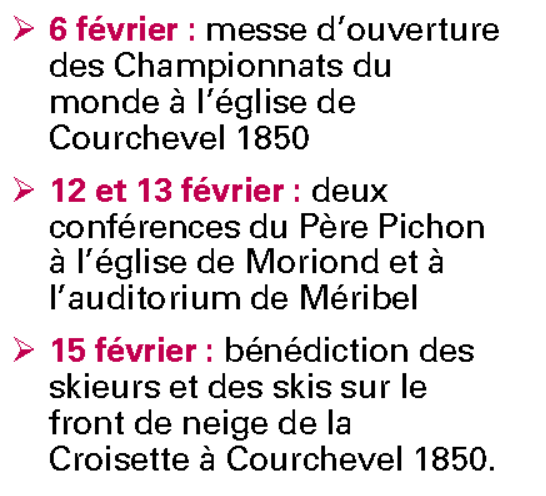 ➢ 6 février : messe d’ouverture
des Championnats du
monde à l’église de
Courchevel 1850
➢ 12 et 13 février : deux
conférences du Père Pichon
à l’église de Moriond et à
l’auditorium de Méribel
➢ 15 février : bénédiction des
skieurs et des skis sur le
front de neige de la
Croisette à Courchevel 1850.